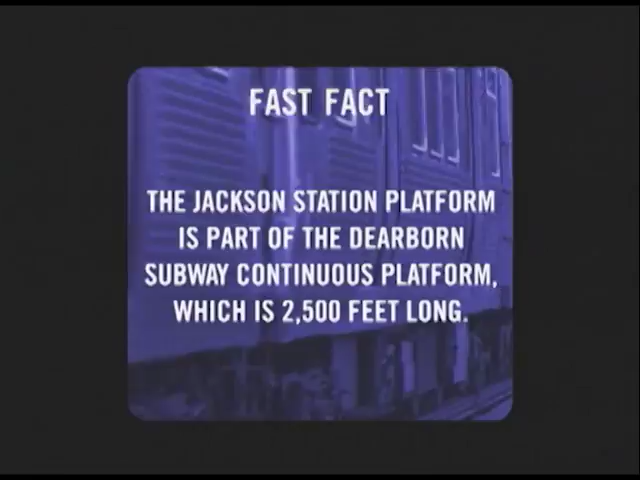 FAST FACT
THE JACKSON STATION PLATFORM
IS PART OF THE DEARBORN
SUBWAY CONTINUOUS PLATFORM,
WHICH IS 2,500 FEET LONG.